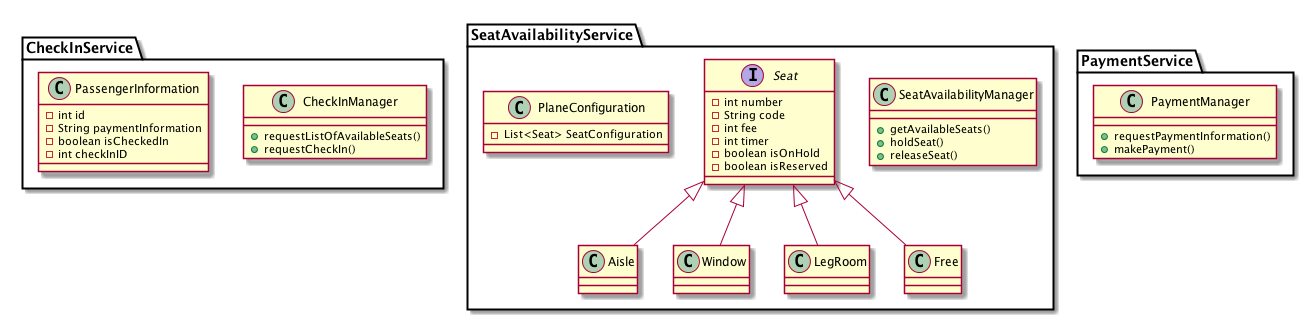 CheckInService
C PassengerInformation
int id
String paymentInformation
boolean isCheckedIn
int checkInID
C CheckInManager
requestListOfAvailableSeats()
requestCheckIn()
SeatAvailabilityService
C PlaneConfiguration
List<Seat> SeatConfiguration
I Seat
int number
String code
int fee
int timer
boolean isOnHold
boolean isReserved
C SeatAvailabilityManager
getAvailableSeats()
holdSeat()
releaseSeat()
C Aisle
C Window
C LegRoom
C Free
PaymentService
C PaymentManager
requestPaymentInformation()
makePayment()